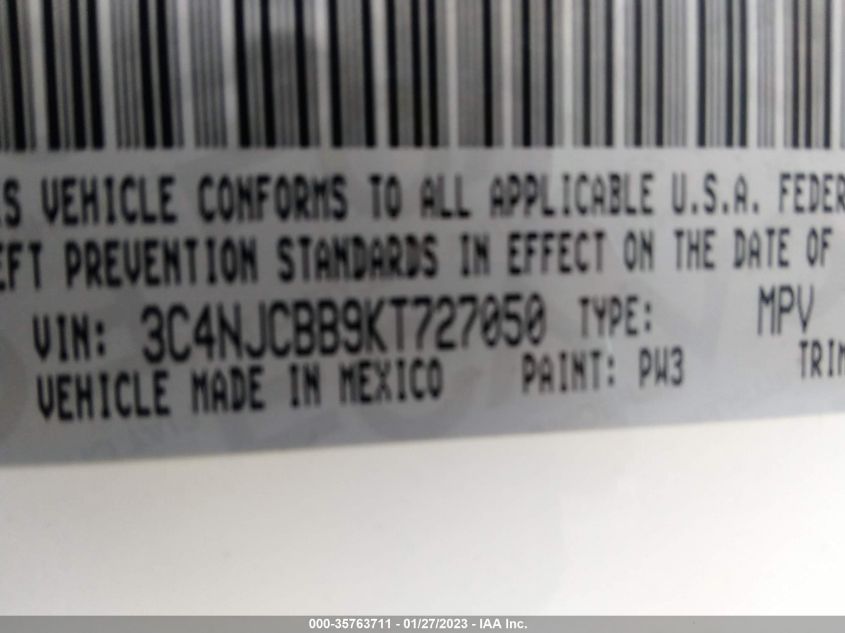 S VEHICLE CONFORMS TO ALL APPLICABLE U.S.A. FEDER
EFT PREVENTION STANDARDS IN EFFECT ON THE DATE OF
VIN: 3C4NJCBB9KT727050 TYPE: MPV
VEHICLE MADE IN MEXICO PAINT: PW3 TRIM
000-35763711 - 01/27/2023 - IAA Inc.